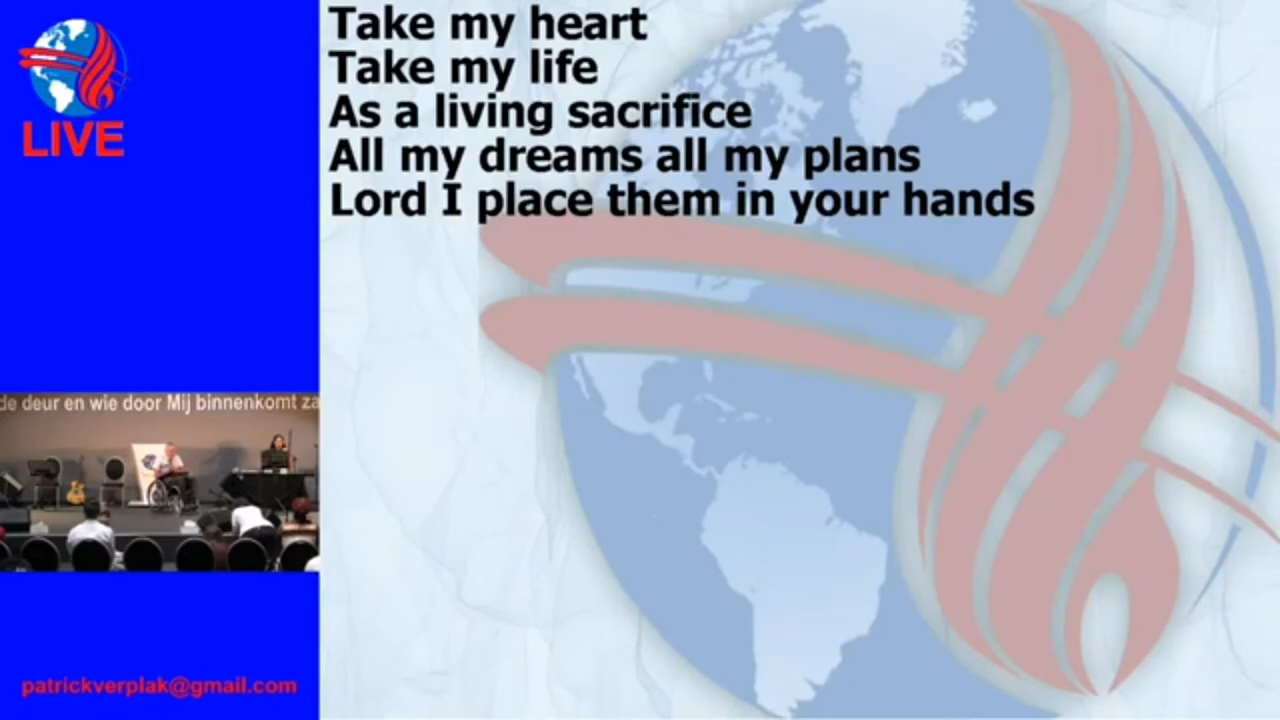 LIVE
Take my heart
Take my life
As a living sacrifice
All my dreams all my plans
Lord I place them in your hands
de deur en wie door Mij binnenkomt za
patrickverplak@gmail.com